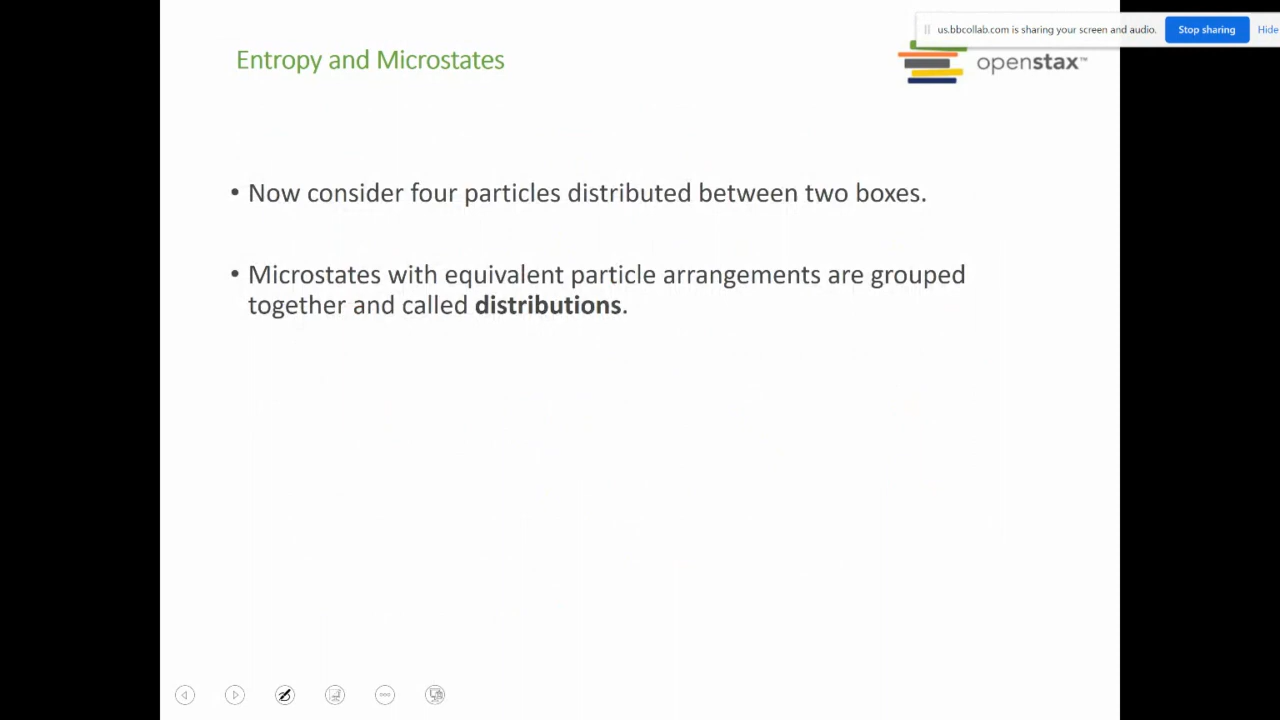 us.bbcollab.com is sharing your screen and audio.
Stop sharing
Hide
Entropy and Microstates
openstax™
• Now consider four particles distributed between two boxes.
• Microstates with equivalent particle arrangements are grouped
together and called distributions.